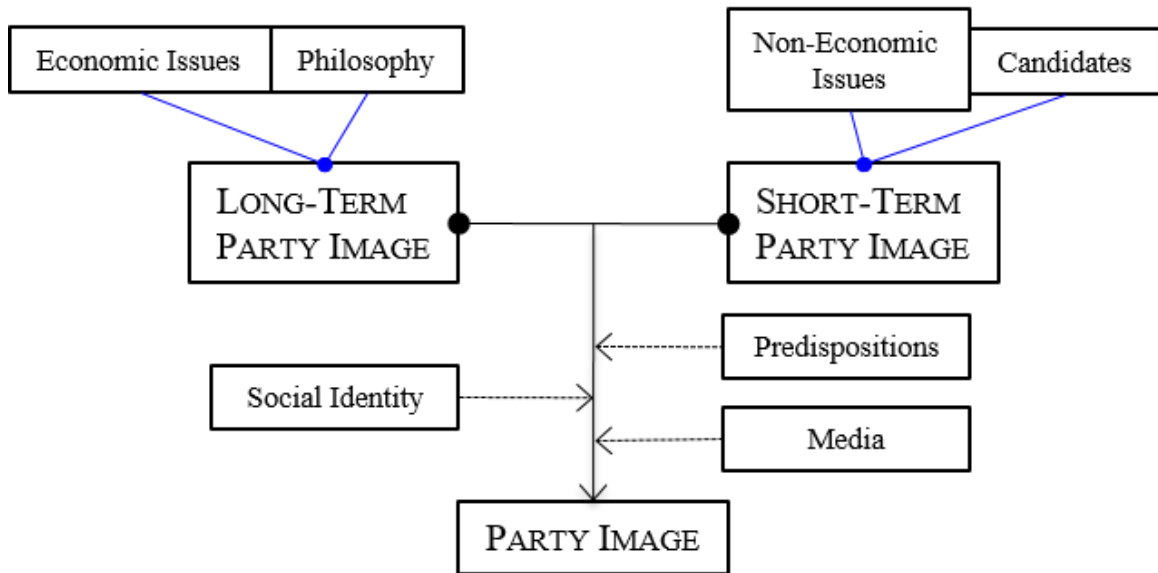 Economic Issues
Philosophy
Non-Economic
Issues
Candidates
LONG-TERM
PARTY IMAGE
SHORT-TERM
PARTY IMAGE
Predispositions
Social Identity
Media
PARTY IMAGE